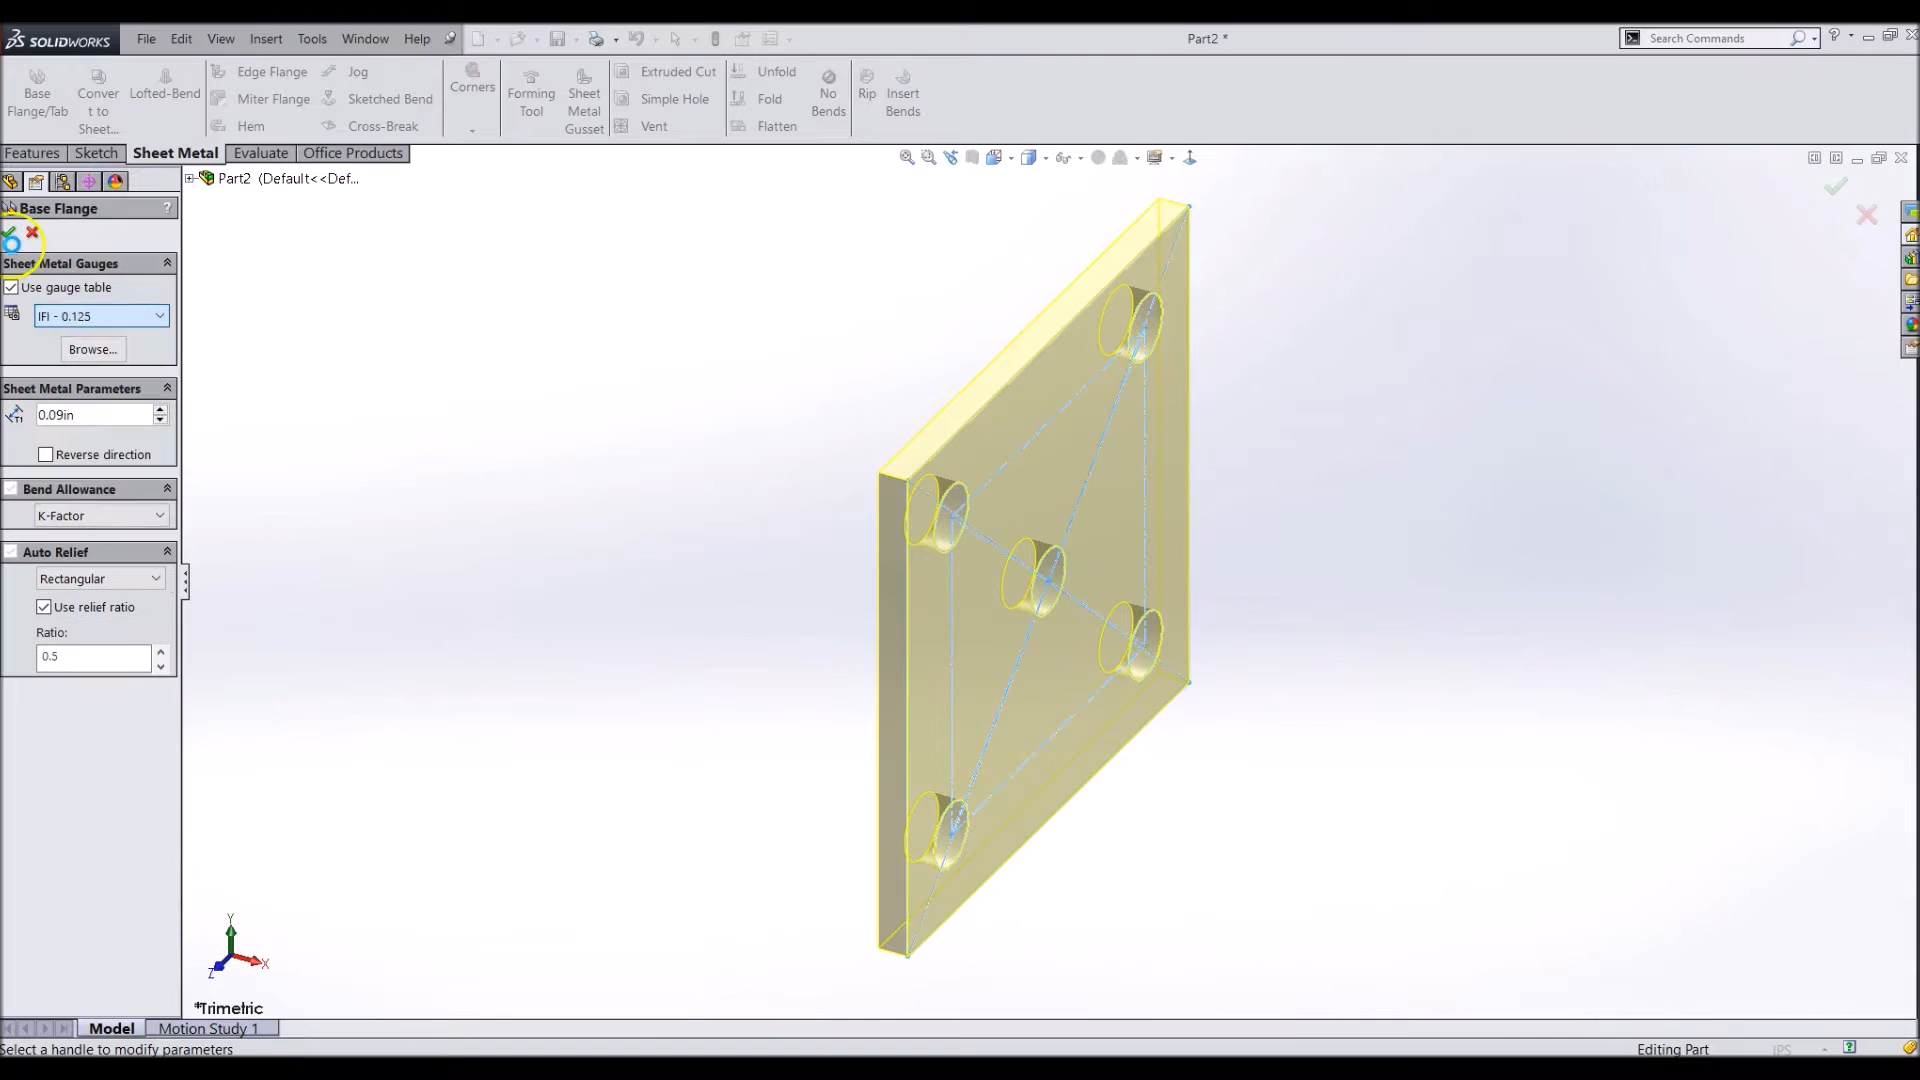 SOLIDWORKS File Edit View Insert Tools Window Help Part2 * Search Commands ?
Base Flange/Tab
Convert to Sheet...
Lofted-Bend
Edge Flange
Miter Flange
Hem
Jog
Sketched Bend
Cross-Break
Corners
Forming Tool
Sheet Metal Gusset
Extruded Cut
Simple Hole
Vent
Unfold
Fold
Flatten
No Bends
Rip
Insert Bends
Features Sketch Sheet Metal Evaluate Office Products
Part2 (Default<<Def...
Base Flange ?
Sheet Metal Gauges
Use gauge table
IFI - 0.125
Browse...
Sheet Metal Parameters
T1 0.09in
Reverse direction
Bend Allowance
K-Factor
Auto Relief
Rectangular
Use relief ratio
Ratio:
0.5
Y
X
Z
*Trimetric
Model Motion Study 1
Select a handle to modify parameters Editing Part IPS ?